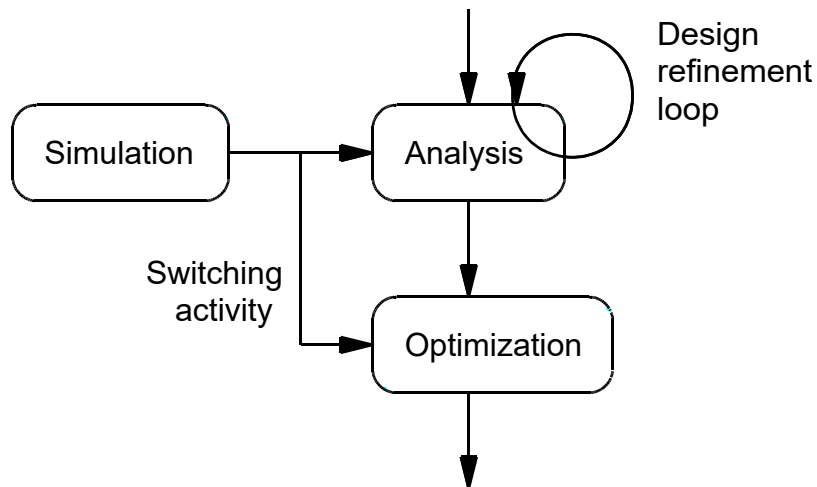 Design
refinement
loop
Simulation
Analysis
Switching
activity
Optimization